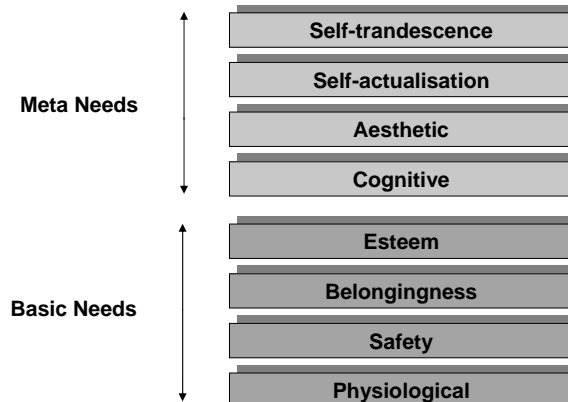 Self-trandescence
Self-actualisation
Meta Needs
Aesthetic
Cognitive
Esteem
Belongingness
Basic Needs
Safety
Physiological